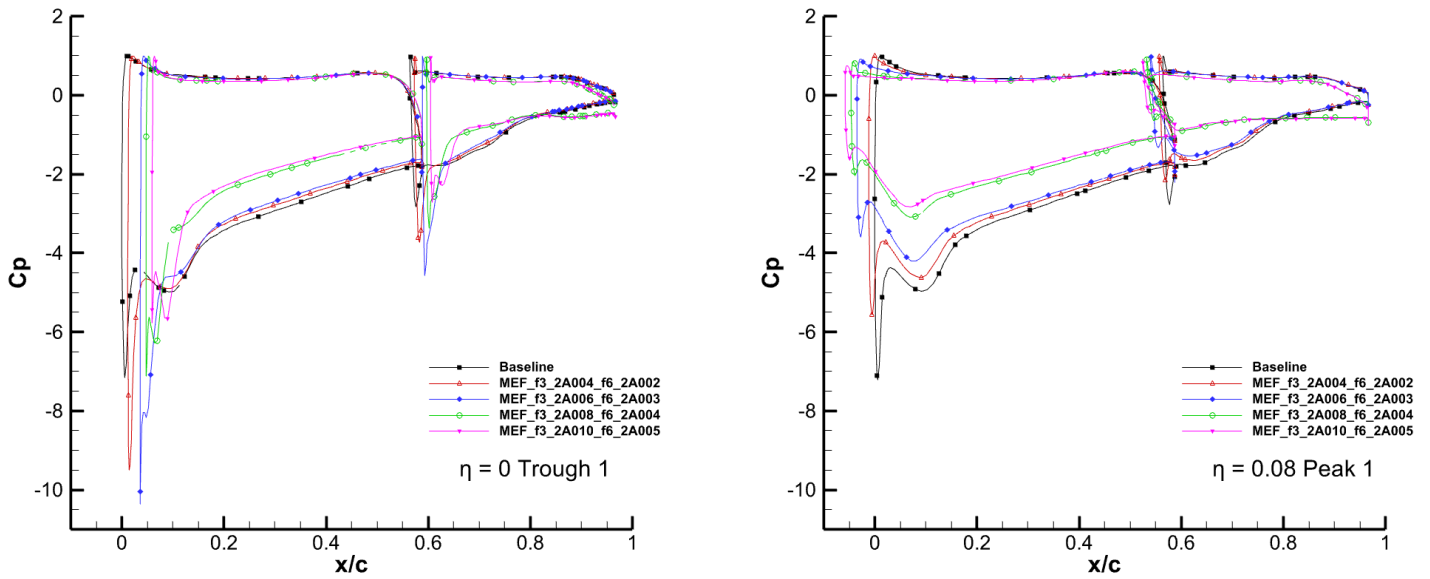 2
0
-2
-4
-6
-8
-10
Cp
0
0.2
0.4
0.6
0.8
1
x/c
Baseline
MEF_f3_2A004_f6_2A002
MEF_f3_2A006_f6_2A003
MEF_f3_2A008_f6_2A004
MEF_f3_2A010_f6_2A005
η = 0 Trough 1
2
0
-2
-4
-6
-8
-10
Cp
0
0.2
0.4
0.6
0.8
1
x/c
Baseline
MEF_f3_2A004_f6_2A002
MEF_f3_2A006_f6_2A003
MEF_f3_2A008_f6_2A004
MEF_f3_2A010_f6_2A005
η = 0.08 Peak 1